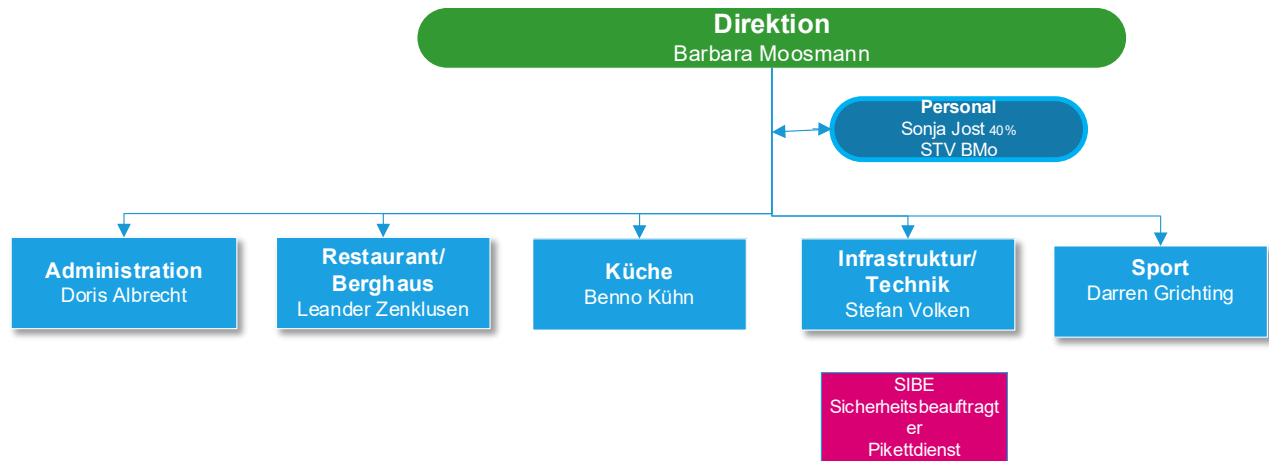 Direktion
Barbara Moosmann
Personal
Sonja Jost 40%
STV BMo
Administration
Doris Albrecht
Restaurant/
Berghaus
Leander Zenklusen
Küche
Benno Kühn
Infrastruktur/
Technik
Stefan Volken
Sport
Darren Grichting
SIBE
Sicherheitsbeauftragt
er
Pikettdienst